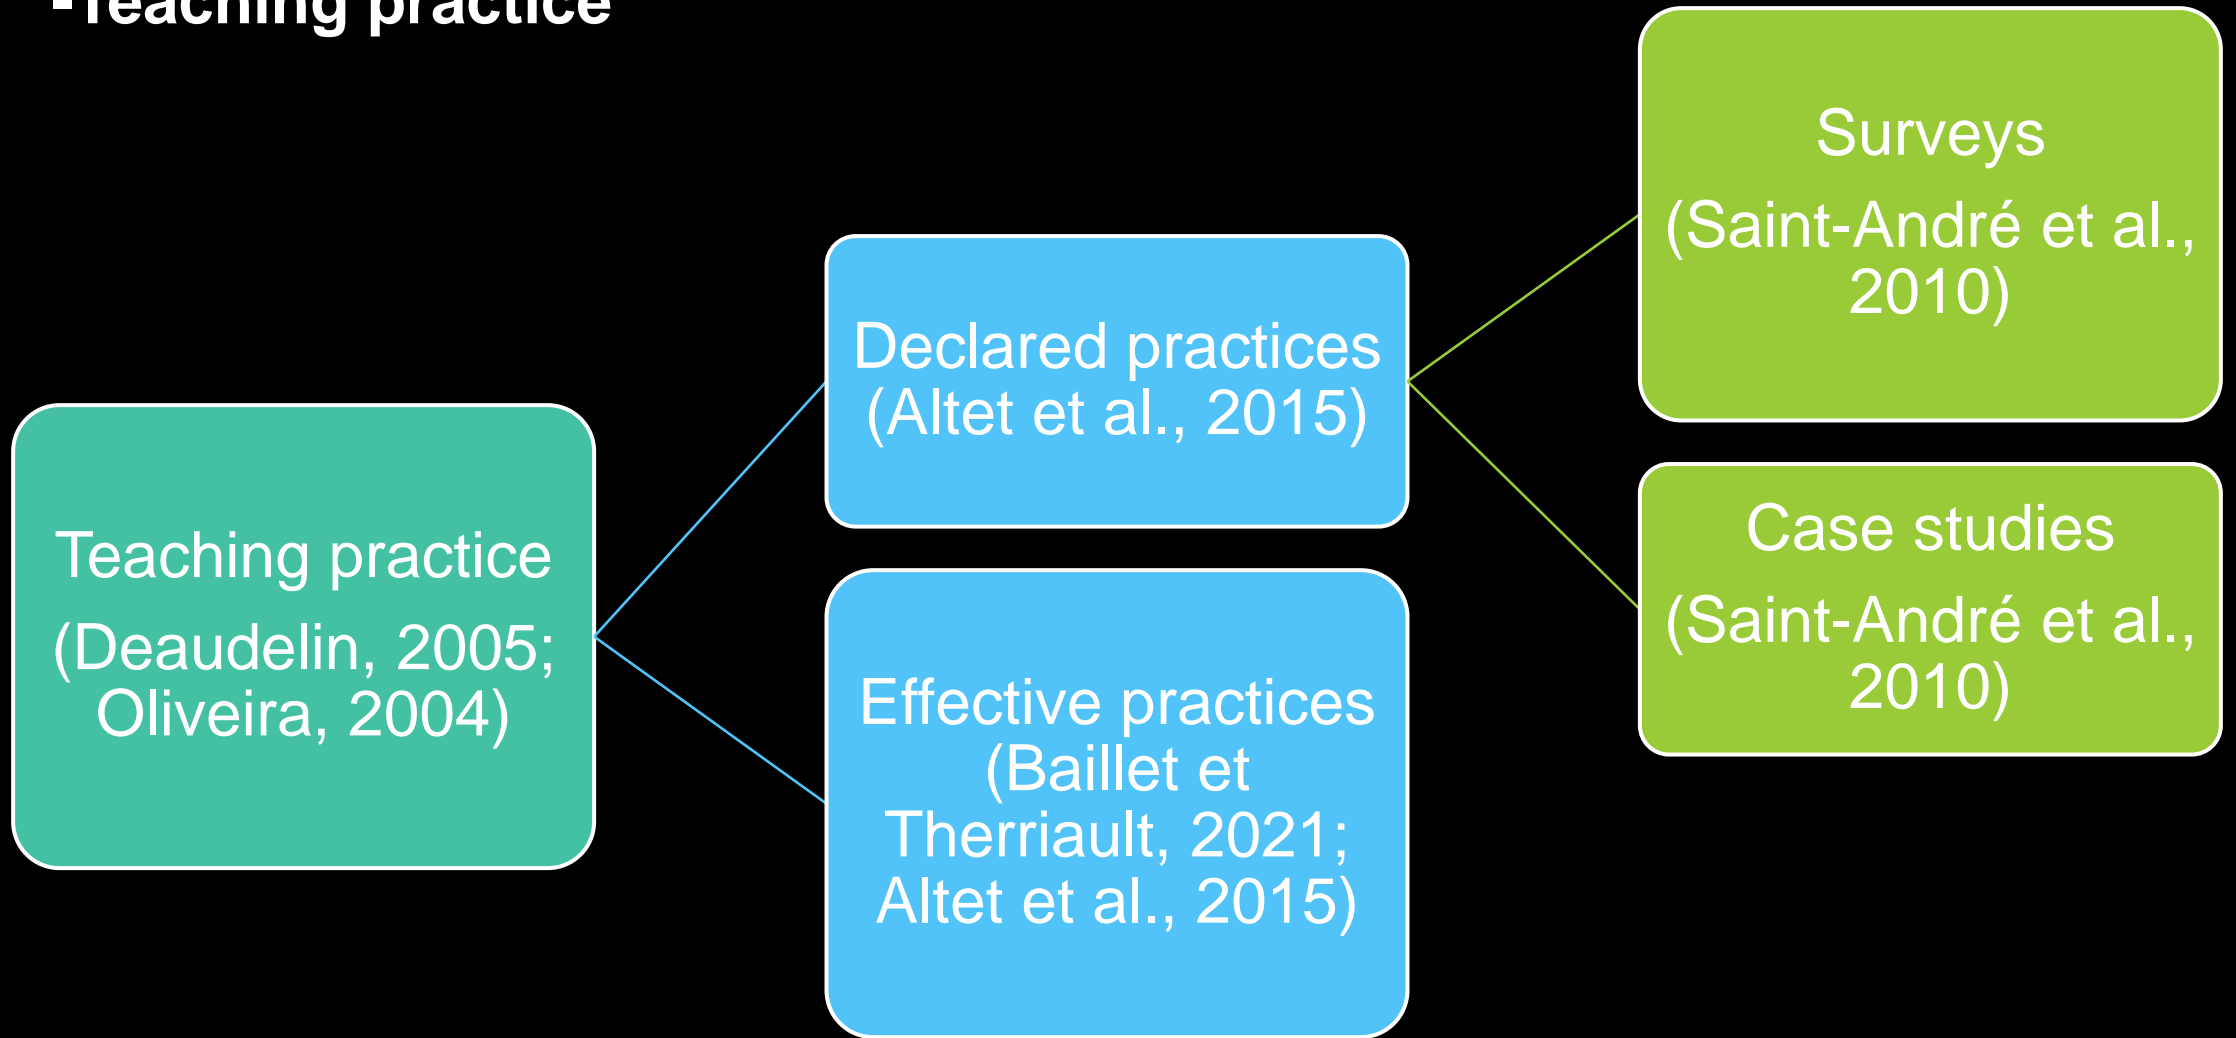 -Teaching practice
Teaching practice
(Deaudelin, 2005;
Oliveira, 2004)
Declared practices
(Altet et al., 2015)
Effective practices
(Baillet et
Therriault, 2021;
Altet et al., 2015)
Surveys
(Saint-André et al.,
2010)
Case studies
(Saint-André et al.,
2010)